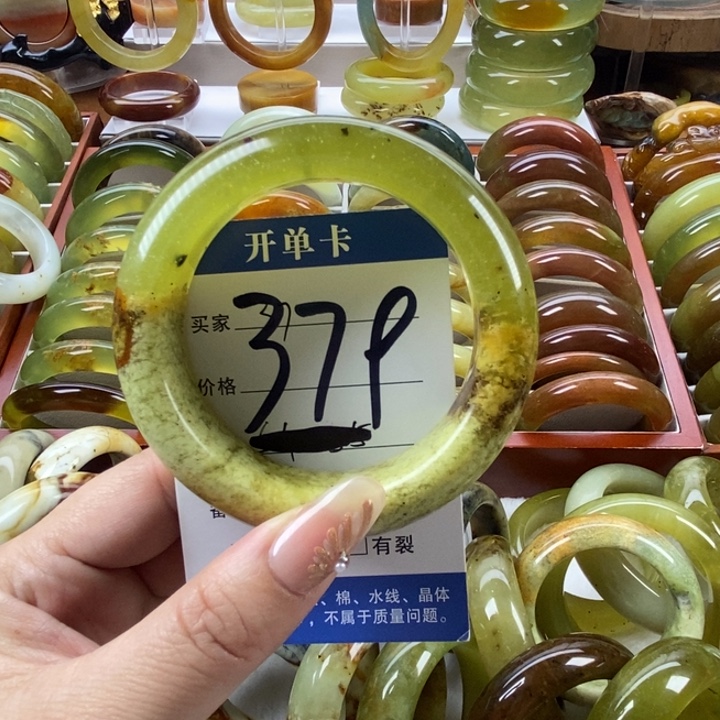 开单卡
买家
379
价格
有裂
、棉、水线、晶体
，不属于质量问题。